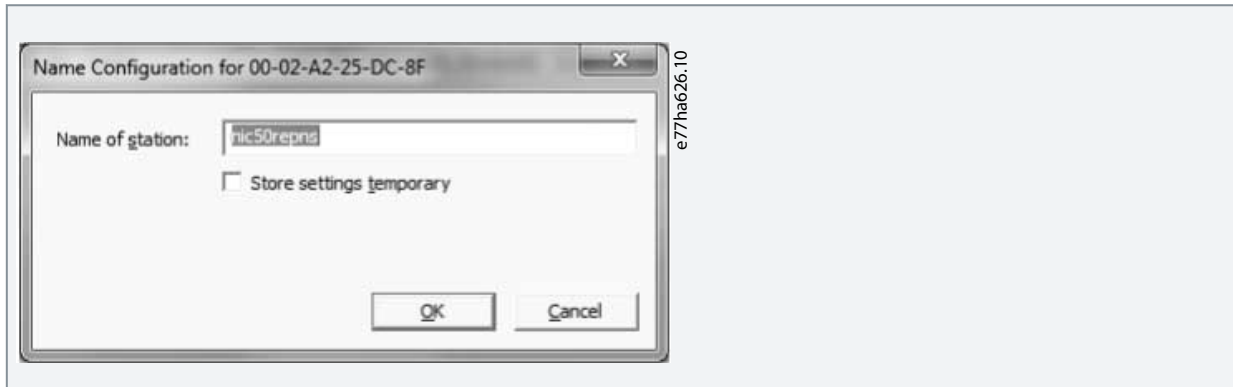 Name Configuration for 00-02-A2-25-DC-8F
Name of station:
nic50repns
Store settings temporary
OK
Cancel
e77ha626.10